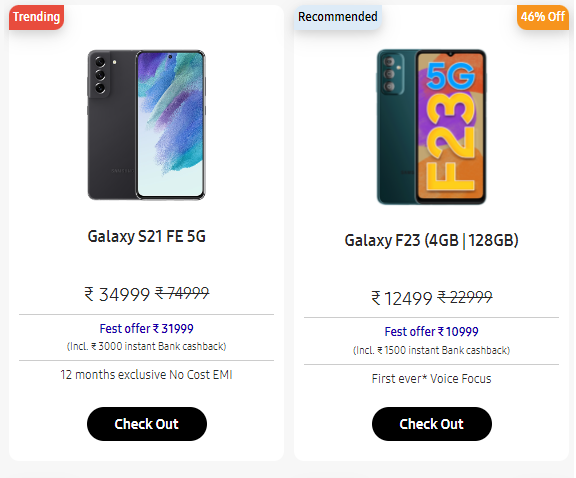 Trending
Galaxy S21 FE 5G
₹ 34999 ₹ 74999
Fest offer ₹ 31999
(Incl. ₹ 3000 instant Bank cashback)
12 months exclusive No Cost EMI
Check Out
Recommended
46% Off
5G
F23
Galaxy F23 (4GB | 128GB)
₹ 12499 ₹ 22999
Fest offer ₹ 10999
(Incl. ₹ 1500 instant Bank cashback)
First ever* Voice Focus
Check Out